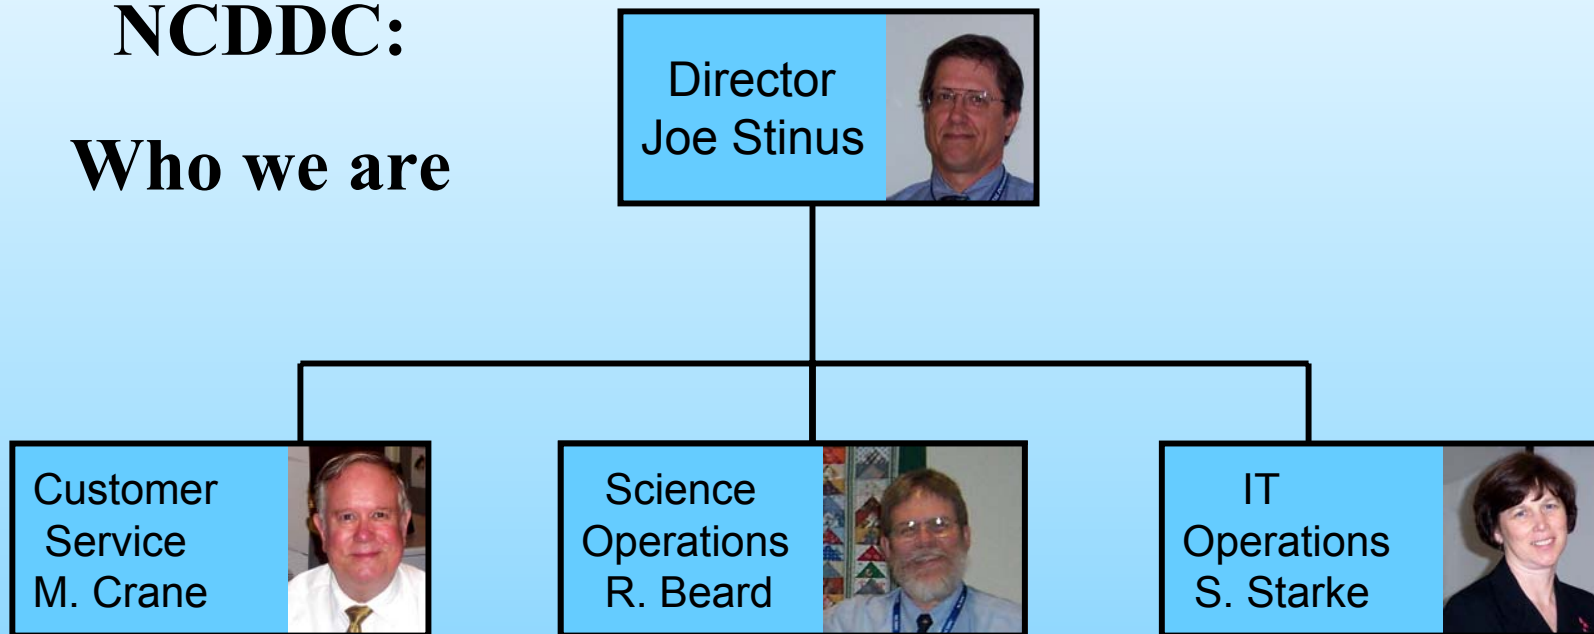 NCDDC:
Who we are
Director
Joe Stinus
Customer
Service
M. Crane
Science
Operations
R. Beard
IT
Operations
S. Starke